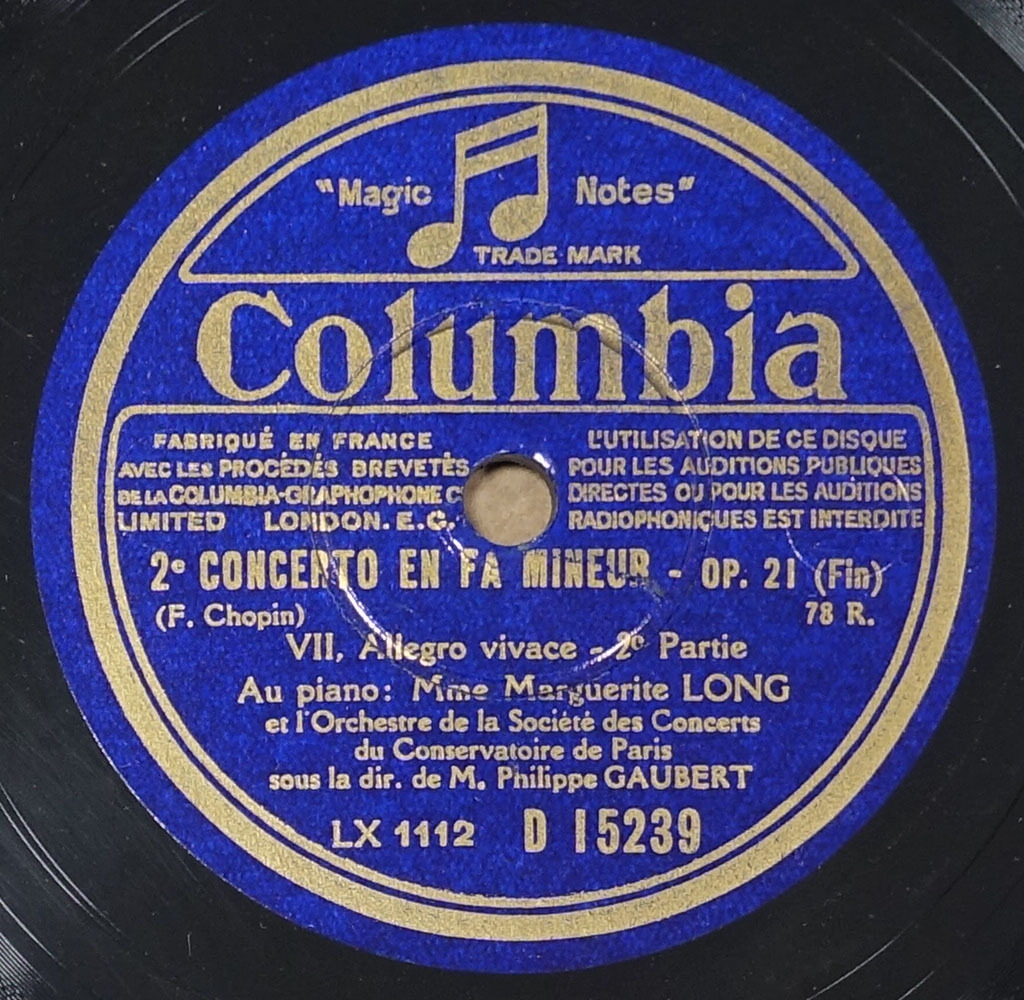 "Magic Notes"
TRADE MARK
Columbia
FABRIQUÉ EN FRANCE
AVEC LES PROCÉDÉS BREVETÉS
DE LA COLUMBIA-GRAPHOPHONE Cº
LIMITED LONDON. E.C.
L'UTILISATION DE CE DISQUE
POUR LES AUDITIONS PUBLIQUES
DIRECTES OU POUR LES AUDITIONS
RADIOPHONIQUES EST INTERDITE
2e CONCERTO EN FA MiNEUR - OP. 21 (Fin)
(F. Chopin) 78 R.
VII, Allegro vivace - 2e Partie
Au piano: Mme Marguerite LONG
et l'Orchestre de la Société des Concerts
du Conservatoire de Paris
sous la dir. de M. Philippe GAUBERT
LX 1112 D 15239